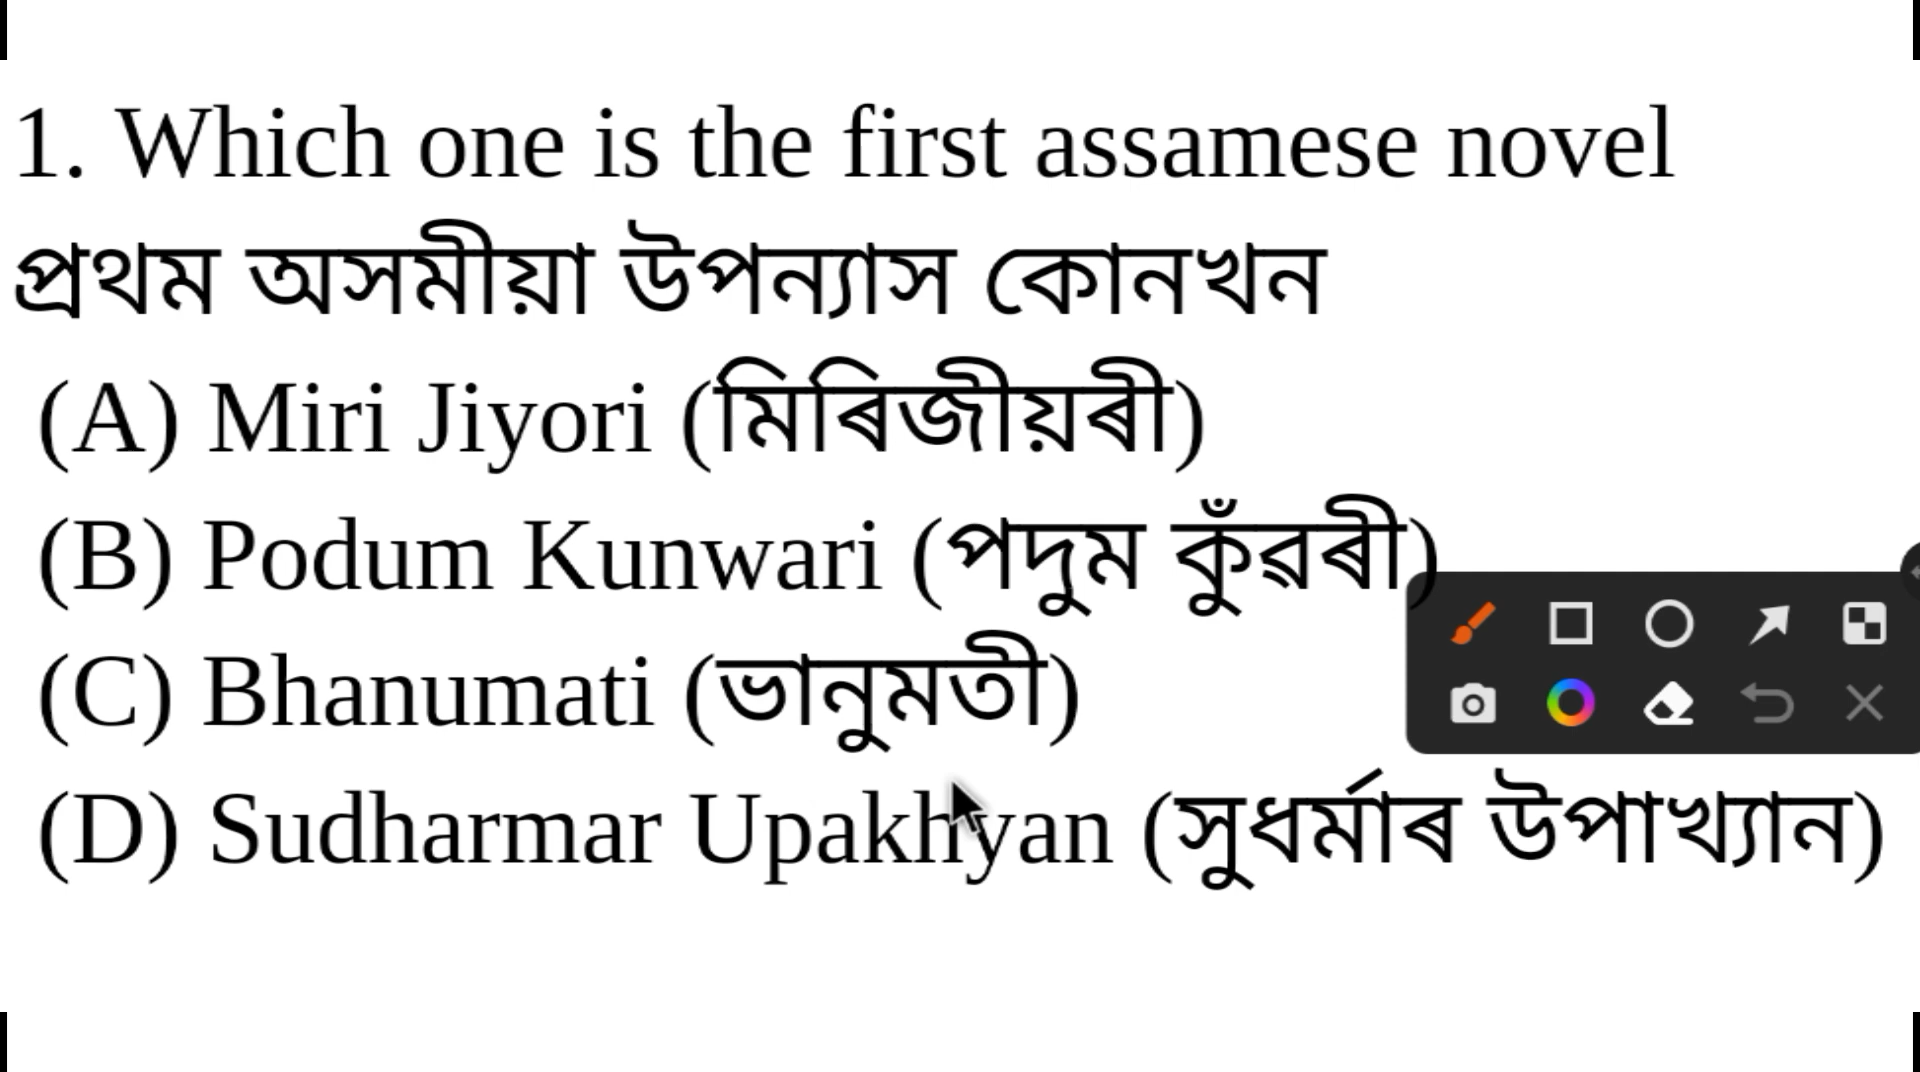 1. Which one is the first assamese novel
প্ৰথম অসমীয়া উপন্যাস কোনখন
(A) Miri Jiyori (মিৰিজীয়ৰী)
(B) Podum Kunwari (পদুম কুঁৱৰী)
(C) Bhanumati (ভানুমতী)
(D) Sudharmar Upakhyan (সুধৰ্মাৰ উপাখ্যান)